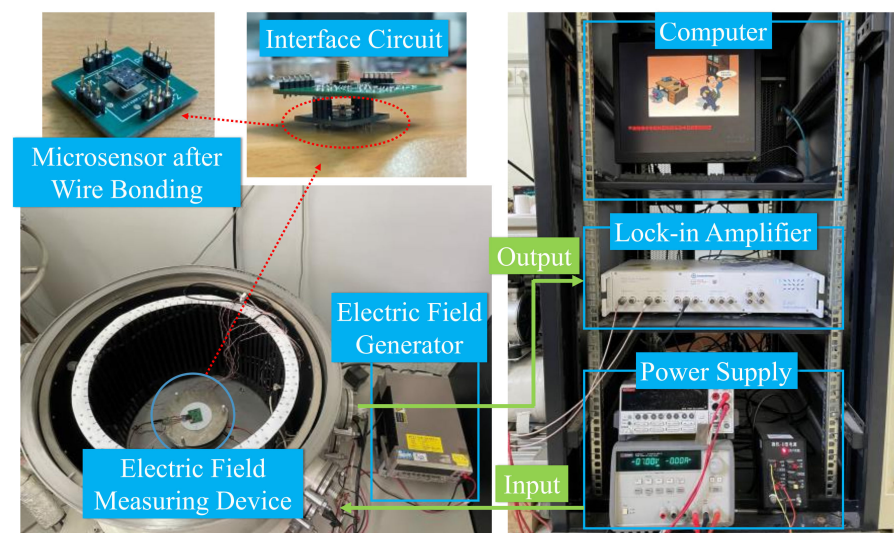 Interface Circuit
Microsensor after
Wire Bonding
Computer
Lock-in Amplifier
Output
Electric Field
Generator
Power Supply
Electric Field
Measuring Device
Input